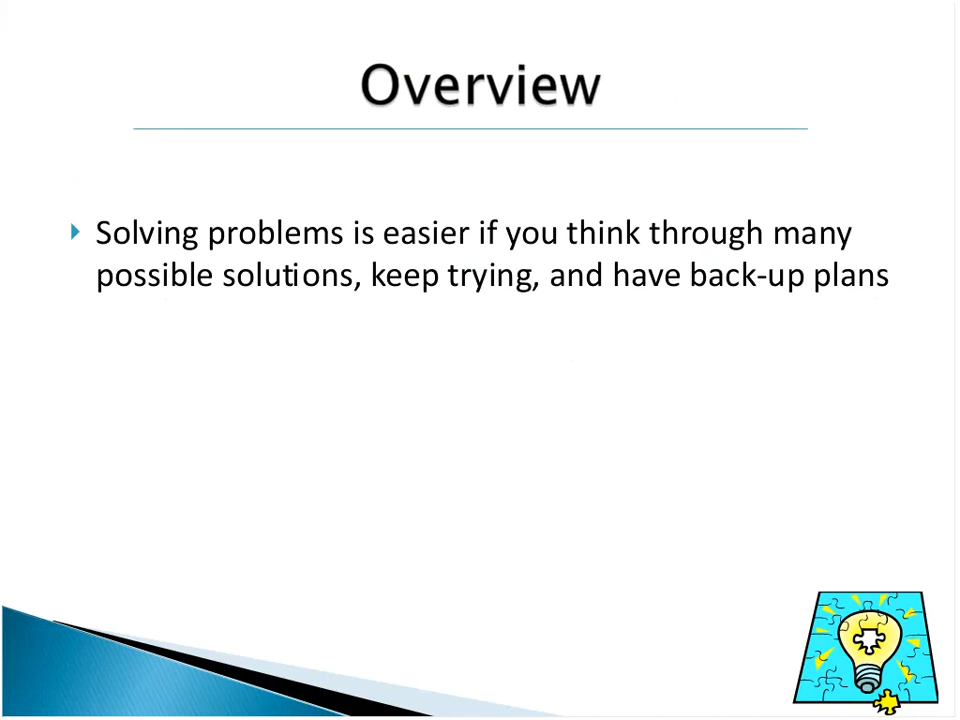 Overview
Solving problems is easier if you think through many
possible solutions, keep trying, and have back-up plans